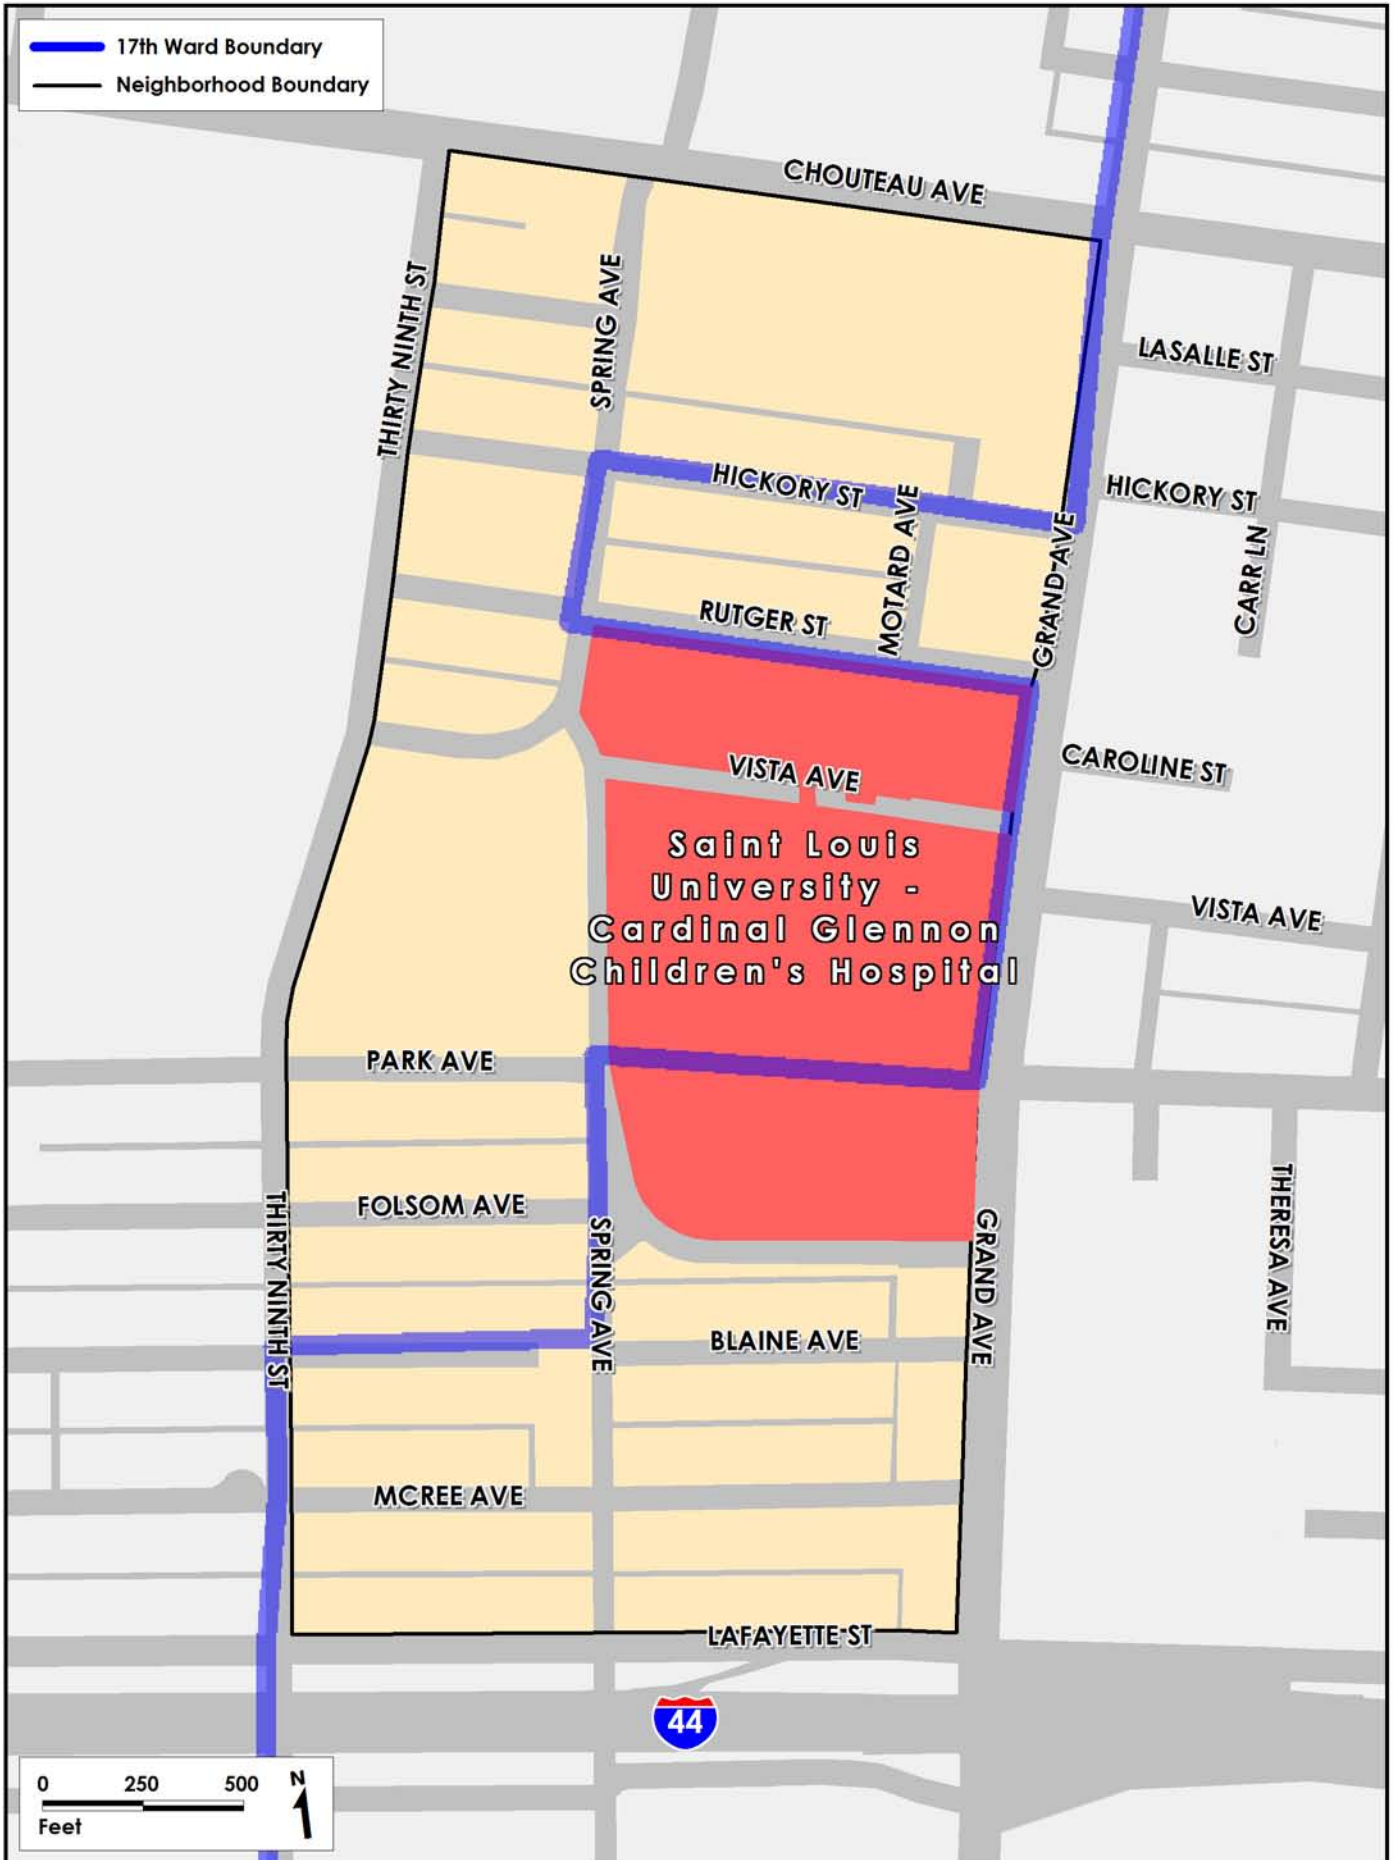 17th Ward Boundary
Neighborhood Boundary
CHOUTEAU AVE
THIRTY NINTH ST
SPRING AVE
LASALLE ST
HICKORY ST
HICKORY ST
MOTARD AVE
GRAND AVE
CARR LN
RUTGER ST
VISTA AVE
CAROLINE ST
Saint Louis
University -
Cardinal Glennon
Children's Hospital
VISTA AVE
PARK AVE
FOLSOM AVE
THIRTY NINTH ST
SPRING AVE
GRAND AVE
THERESA AVE
BLAINE AVE
MCREE AVE
LAFAYETTE ST
44
0 250 500
Feet
N